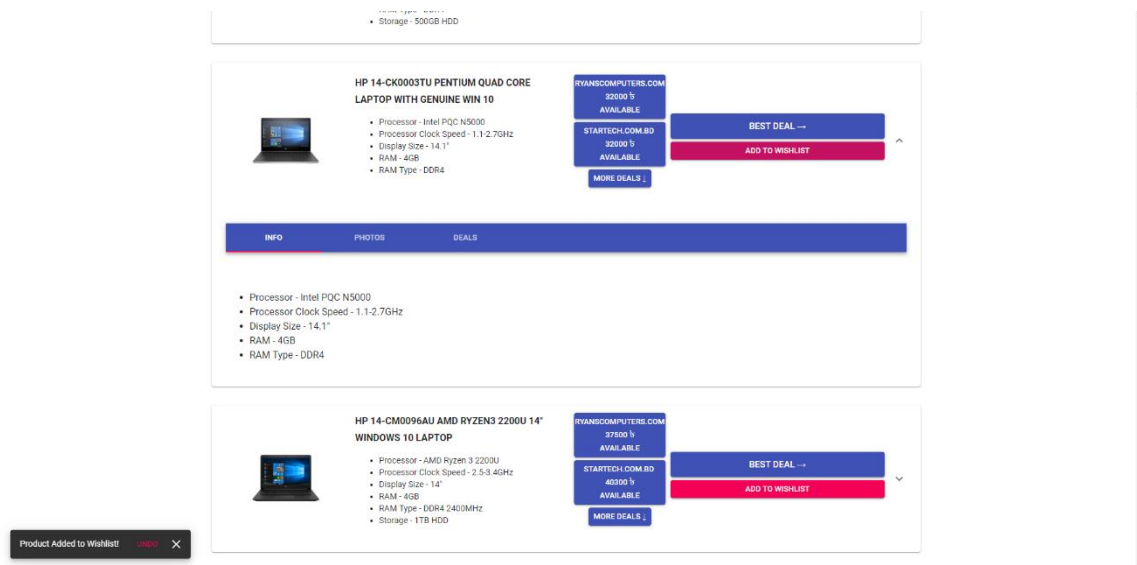 • Storage - 500GB HDD
HP 14-CK0003TU PENTIUM QUAD CORE
LAPTOP WITH GENUINE WIN 10
• Processor - Intel PQC N5000
• Processor Clock Speed - 1.1-2.7GHz
• Display Size - 14.1"
• RAM - 4GB
• RAM Type - DDR4
RYANSCOMPUTERS.COM
32000 ৳
AVAILABLE
STARTECH.COM.BD
32000 ৳
AVAILABLE
MORE DEALS ↓
BEST DEAL →
ADD TO WISHLIST
INFO PHOTOS DEALS
• Processor - Intel PQC N5000
• Processor Clock Speed - 1.1-2.7GHz
• Display Size - 14.1"
• RAM - 4GB
• RAM Type - DDR4
HP 14-CM0096AU AMD RYZEN3 2200U 14"
WINDOWS 10 LAPTOP
• Processor - AMD Ryzen 3 2200U
• Processor Clock Speed - 2.5-3.4GHz
• Display Size - 14"
• RAM - 4GB
• RAM Type - DDR4 2400MHz
• Storage - 1TB HDD
RYANSCOMPUTERS.COM
37500 ৳
AVAILABLE
STARTECH.COM.BD
40300 ৳
AVAILABLE
MORE DEALS ↓
BEST DEAL →
ADD TO WISHLIST
Product Added to Wishlist! UNDO